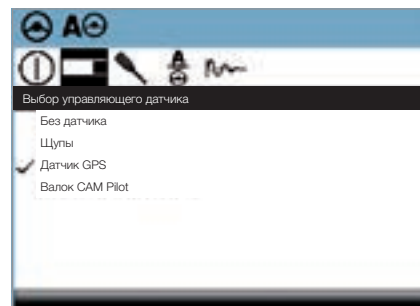 A
A
Выбор управляющего датчика
Без датчика
Щупы
Датчик GPS
Валок CAM Pilot